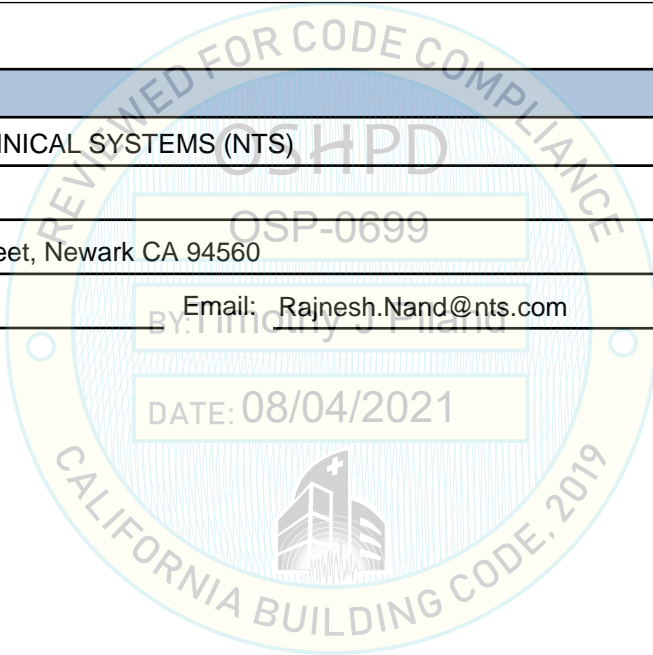 REVIEWED FOR CODE COMPLIANCE
NICAL SYSTEMS (NTS)
OSHPD
OSP-0699
eet, Newark CA 94560
Email: Rajnesh.Nand@nts.com
BY:Timothy J Piland
DATE: 08/04/2021
CALIFORNIA BUILDING CODE, 2019